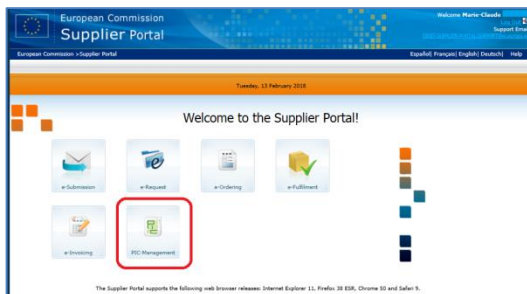 European Commission
Supplier Portal
Welcome Marie-Claude
Support Email
European Commission >Supplier Portal
Español| Français| English| Deutsch| Help
Tuesday, 13 February 2018
Welcome to the Supplier Portal!
e-Submission
e-Request
e-Ordering
e-Fulfilment
e-Invoicing
PIC-Management
The Supplier Portal supports the following web browser releases: Internet Explorer 11, Firefox 38 ESR, Chrome 50 and Safari 9.